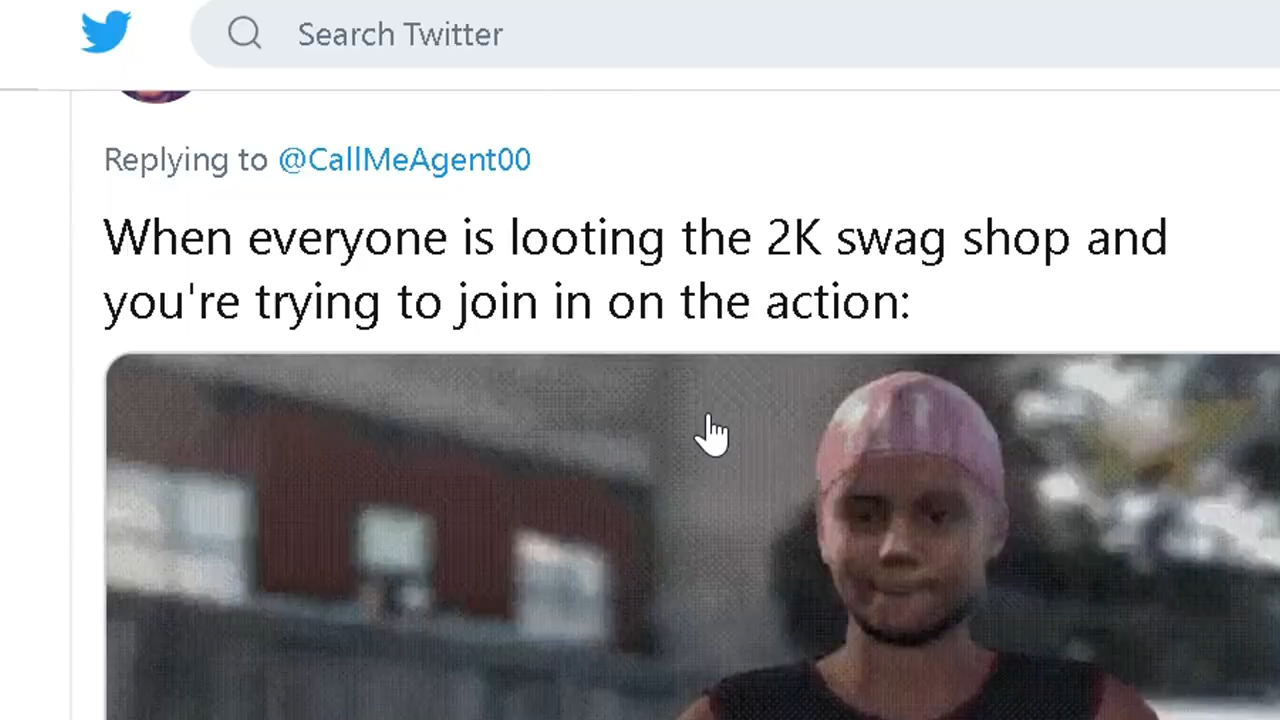 Search Twitter
Replying to @CallMeAgent00
When everyone is looting the 2K swag shop and
you're trying to join in on the action: